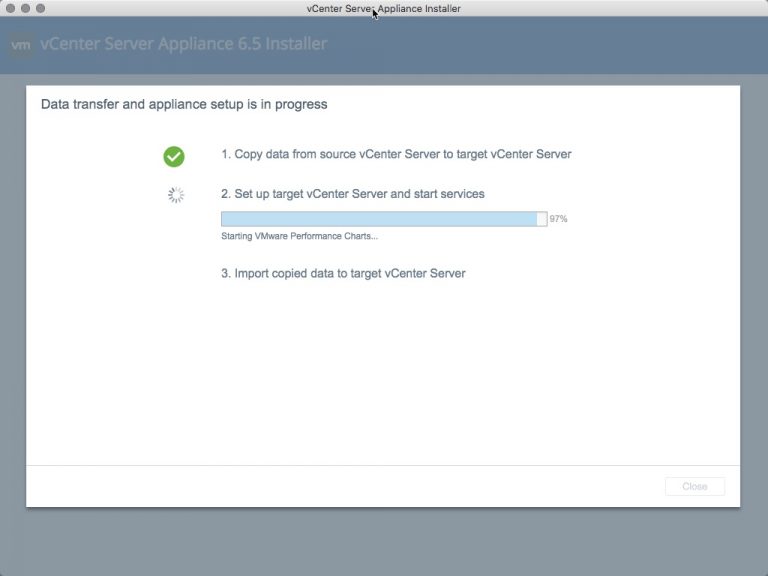 vCenter Server Appliance Installer
vm vCenter Server Appliance 6.5 Installer
Data transfer and appliance setup is in progress
1. Copy data from source vCenter Server to target vCenter Server
2. Set up target vCenter Server and start services
97%
Starting VMware Performance Charts...
3. Import copied data to target vCenter Server
Close